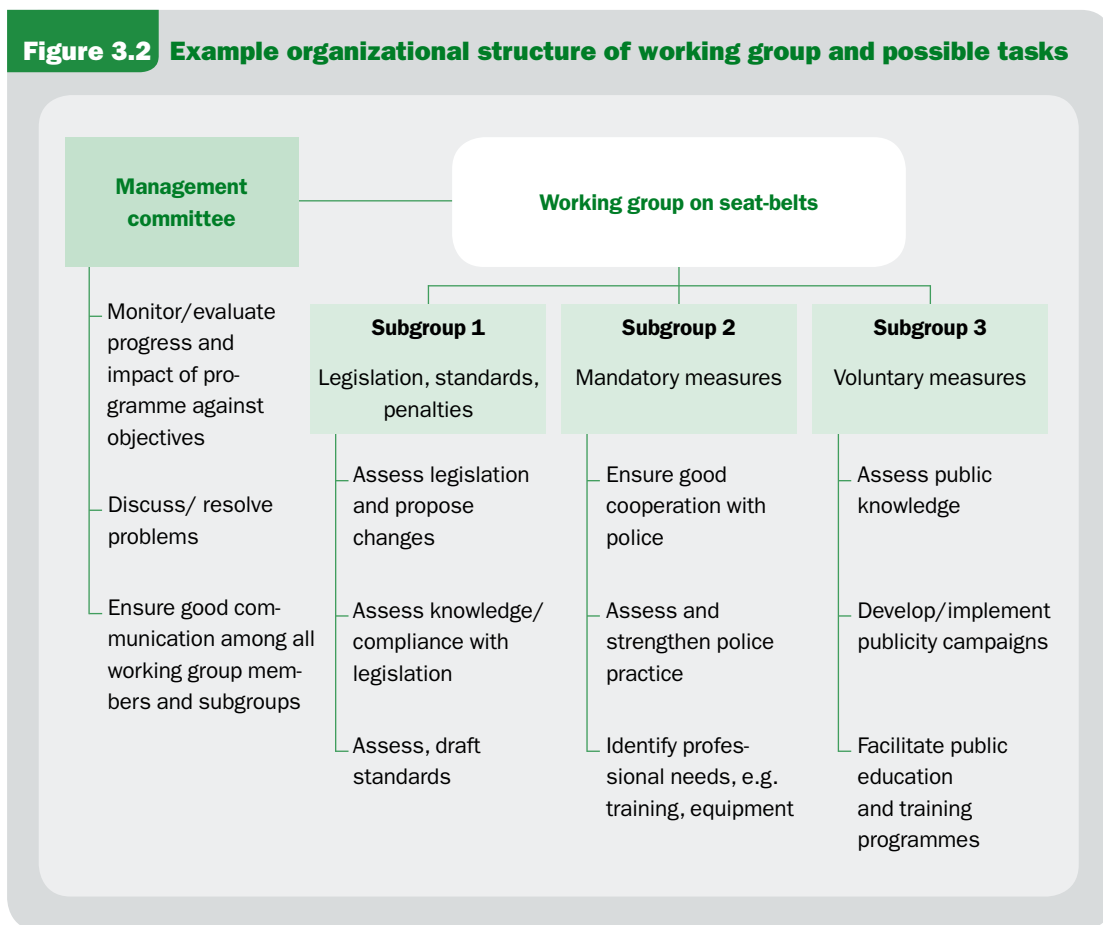 Figure 3.2 Example organizational structure of working group and possible tasks
Management
committee
Working group on seat-belts
Monitor/evaluate
progress and
impact of pro-
gramme against
objectives
Discuss/ resolve
problems
Ensure good com-
munication among all
working group mem-
bers and subgroups
Subgroup 1
Legislation, standards,
penalties
Assess legislation
and propose
changes
Assess knowledge/
compliance with
legislation
Assess, draft
standards
Subgroup 2
Mandatory measures
Ensure good
cooperation with
police
Assess and
strengthen police
practice
Identify profes-
sional needs, e.g.
training, equipment
Subgroup 3
Voluntary measures
Assess public
knowledge
Develop/implement
publicity campaigns
Facilitate public
education
and training
programmes